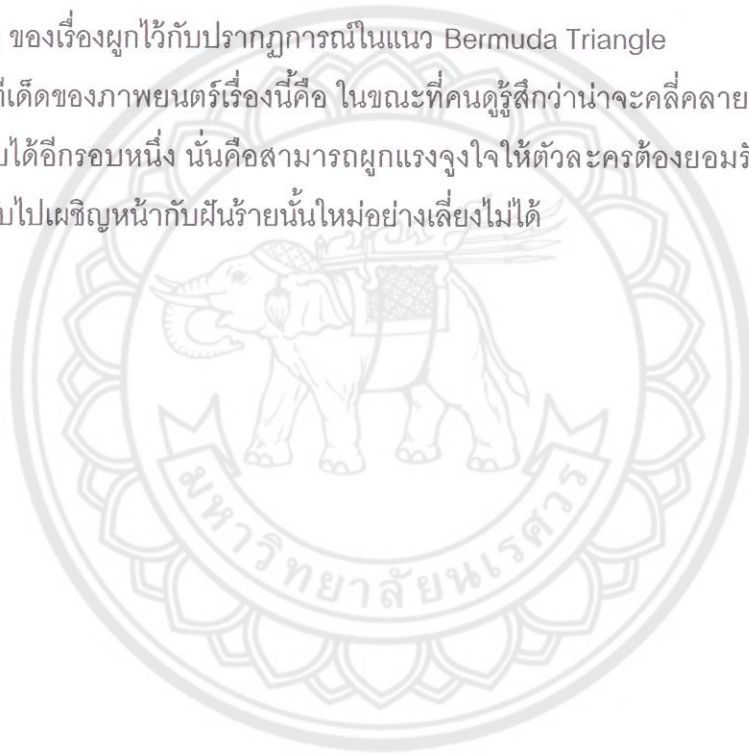 ของเรื่องผูกไว้กับปรากฏการณ์ในแนว Bermuda Triangle
ทีเด็ดของภาพยนตร์เรื่องนี้คือ ในขณะที่คนดูรู้สึกว่าน่าจะคลี่คลาย
ได้อีกรอบหนึ่ง นั่นคือสามารถผูกแรงจูงใจให้ตัวละครต้องยอมรั
ไปเผชิญหน้ากับฝันร้ายนั้นใหม่อย่างเลี่ยงไม่ได้
มหาวิทยาลัยนเรศวร